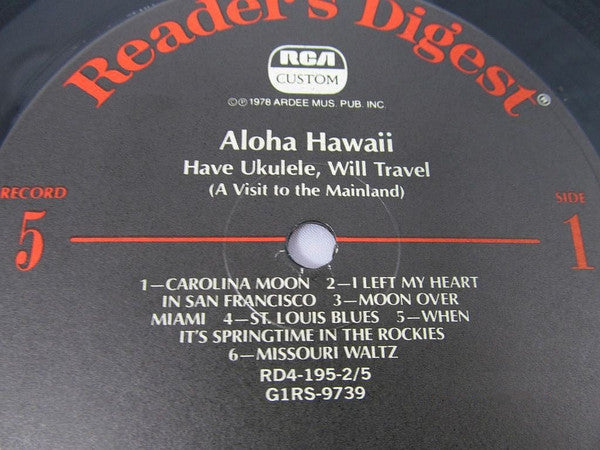 Reader's Digest®
RCA
CUSTOM
©℗ 1978 ARDEE MUS. PUB. INC.
Aloha Hawaii
Have Ukulele, Will Travel
(A Visit to the Mainland)
RECORD
5
SIDE
1
1—CAROLINA MOON 2—I LEFT MY HEART
IN SAN FRANCISCO 3—MOON OVER
MIAMI 4—ST. LOUIS BLUES 5—WHEN
IT'S SPRINGTIME IN THE ROCKIES
6—MISSOURI WALTZ
RD4-195-2/5
G1RS-9739